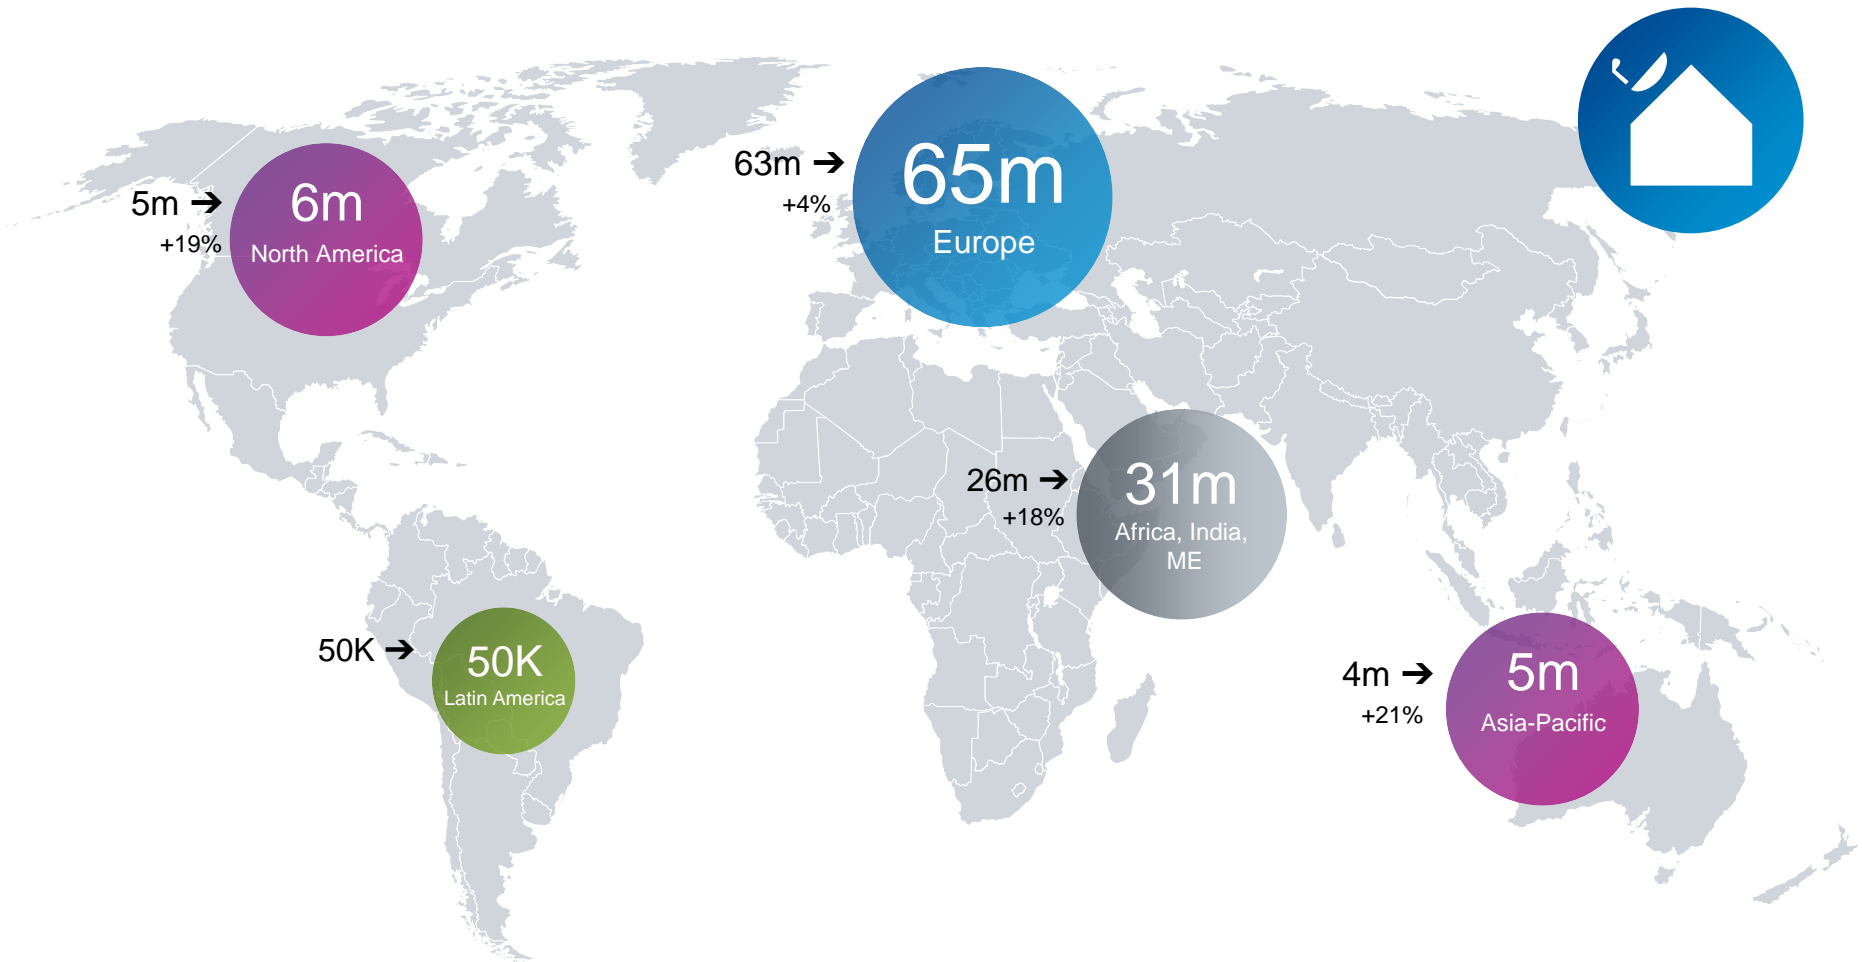 63m ➔
+4%
65m
Europe
5m ➔
+19%
6m
North America
26m ➔
+18%
31m
Africa, India,
ME
50K ➔
50K
Latin America
4m ➔
+21%
5m
Asia-Pacific